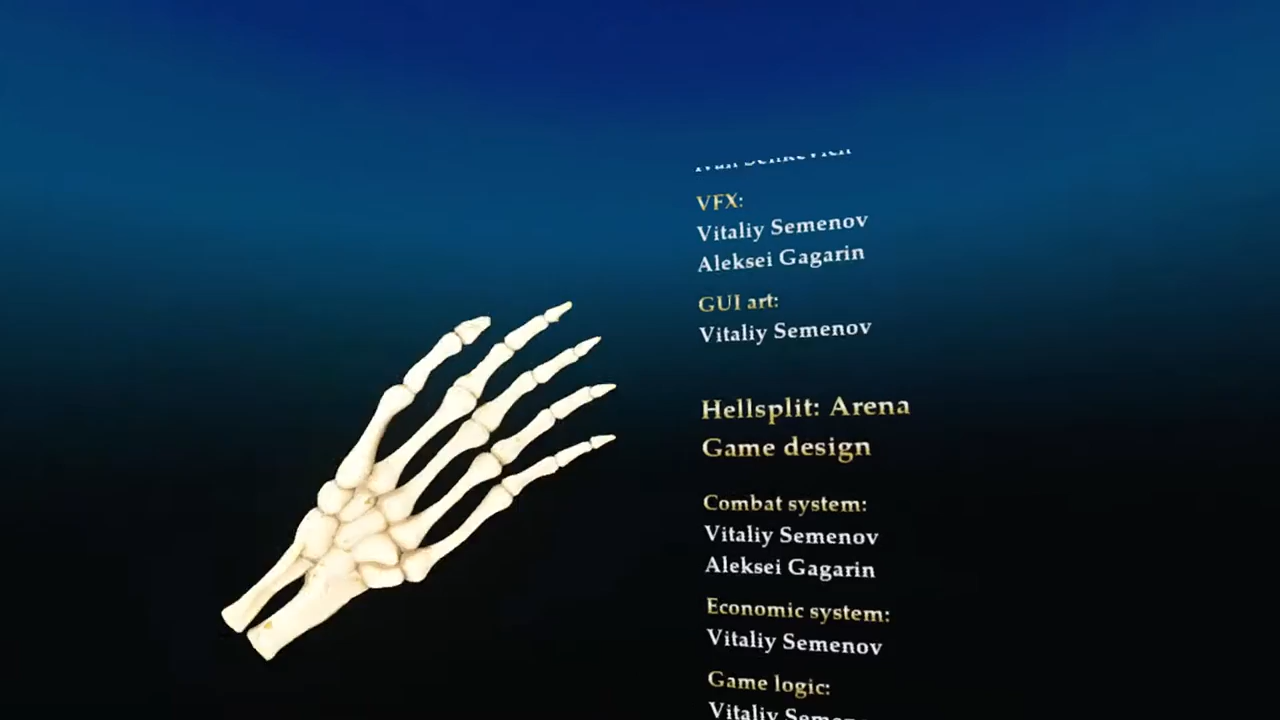 VFX:
Vitaliy Semenov
Aleksei Gagarin
GUI art:
Vitaliy Semenov
Hellsplit: Arena
Game design
Combat system:
Vitaliy Semenov
Aleksei Gagarin
Economic system:
Vitaliy Semenov
Game logic:
Vitaliy